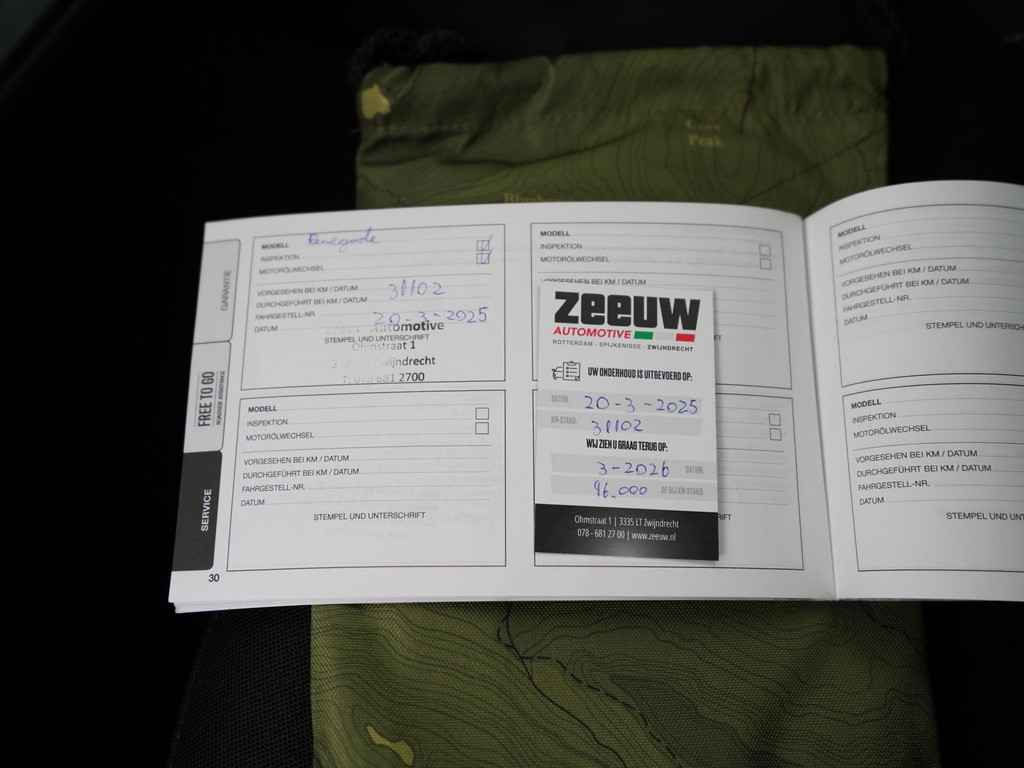 Peak
GARANTIE
FREE TO GO
SERVICE
30
MODELL Renegade
INSPEKTION
MOTORÖLWECHSEL
VORGESEHEN BEI KM / DATUM
DURCHGEFÜHRT BEI KM / DATUM 31102
FAHRGESTELL-NR.
DATUM 20-3-2025
Automotive
STEMPEL UND UNTERSCHRIFT
Ohmstraat 1
Zwijndrecht
681 2700
MODELL
INSPEKTION
MOTORÖLWECHSEL
VORGESEHEN BEI KM / DATUM
DURCHGEFÜHRT BEI KM / DATUM
FAHRGESTELL-NR.
DATUM
STEMPEL UND UNTERSCHRIFT
MODELL
INSPEKTION
MOTORÖLWECHSEL
VORGESEHEN BEI KM / DATUM
zeeuw
AUTOMOTIVE
ROTTERDAM - SPIJKENISSE - ZWIJNDRECHT
UW ONDERHOUD IS UITGEVOERD OP:
DATUM: 20-3-2025
KM-STAND: 31102
WIJ ZIEN U GRAAG TERUG OP:
3-2026 DATUM
96.000 OF BIJ KM-STAND
Ohmstraat 1 | 3335 LT Zwijndrecht
078 - 681 27 00 | www.zeeuw.nl
MODELL
INSPEKTION
MOTORÖLWECHSEL
VORGESEHEN BEI KM / DATUM
DURCHGEFÜHRT BEI KM / DATUM
FAHRGESTELL-NR.
DATUM
STEMPEL UND UNTERSCH
MODELL
INSPEKTION
MOTORÖLWECHSEL
VORGESEHEN BEI KM / DATUM
DURCHGEFÜHRT BEI KM / DATUM
FAHRGESTELL-NR.
DATUM
STEMPEL UND UNT